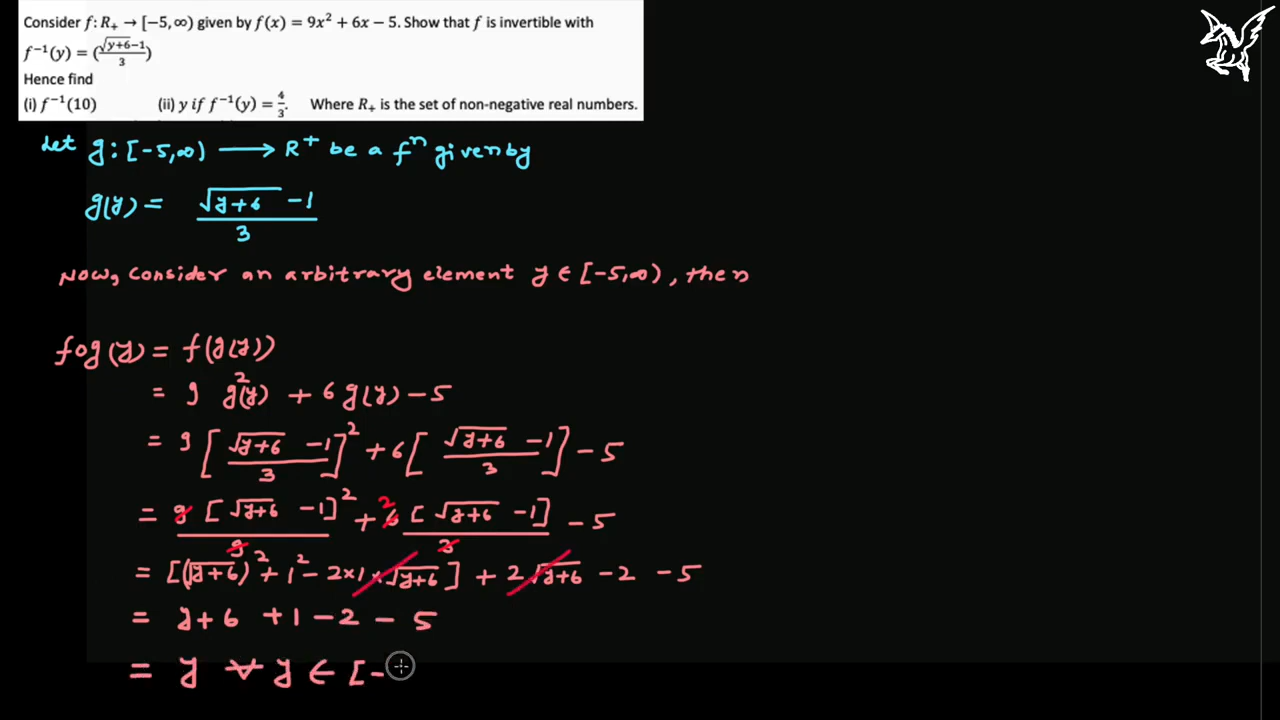 Consider f: R₊ → [−5, ∞) given by f(x) = 9x² + 6x − 5. Show that f is invertible with
f⁻¹(y) = (√(y+6)−1 / 3)
Hence find
(i) f⁻¹(10) (ii) y if f⁻¹(y) = 4/3. Where R₊ is the set of non-negative real numbers.
Let g : [−5, ∞) ⟶ R⁺ be a fⁿ given by
g(y) = (√(y+6) − 1) / 3
Now, Consider an arbitrary element y ∈ [−5, ∞), then
fog(y) = f(g(y))
= 9 g²(y) + 6 g(y) − 5
= 9 [(√(y+6) − 1) / 3]² + 6 [(√(y+6) − 1) / 3] − 5
= 9 [√(y+6) − 1]² / 9 + 6 2 [√(y+6) − 1] / 3 − 5
= [(√(y+6))² + 1² − 2×1×√(y+6)] + 2√(y+6) − 2 − 5
= y + 6 + 1 − 2 − 5
= y ∀ y ∈ [−